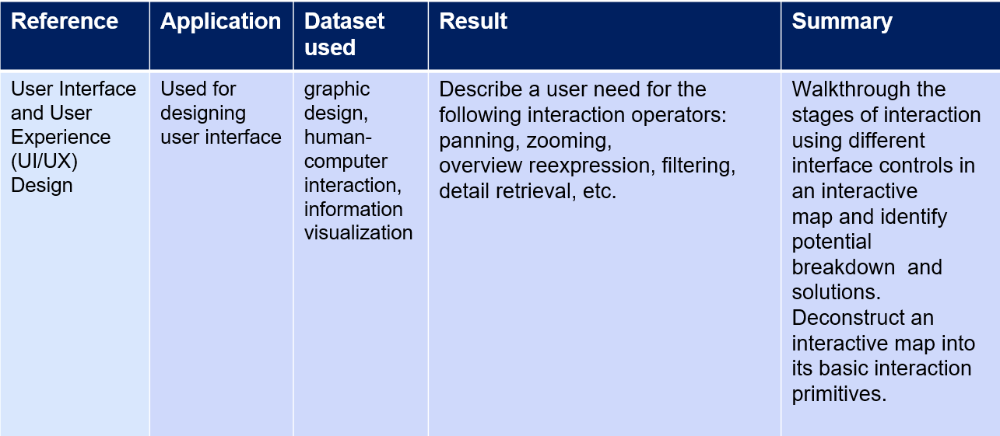 Reference
Application
Dataset
used
Result
Summary
User Interface
and User
Experience
(UI/UX)
Design
Used for
designing
user interface
graphic
design,
human-
computer
interaction,
information
visualization
Describe a user need for the
following interaction operators:
panning, zooming,
overview reexpression, filtering,
detail retrieval, etc.
Walkthrough the
stages of interaction
using different
interface controls in
an interactive
map and identify
potential
breakdown  and
solutions.
Deconstruct an
interactive map into
its basic interaction
primitives.